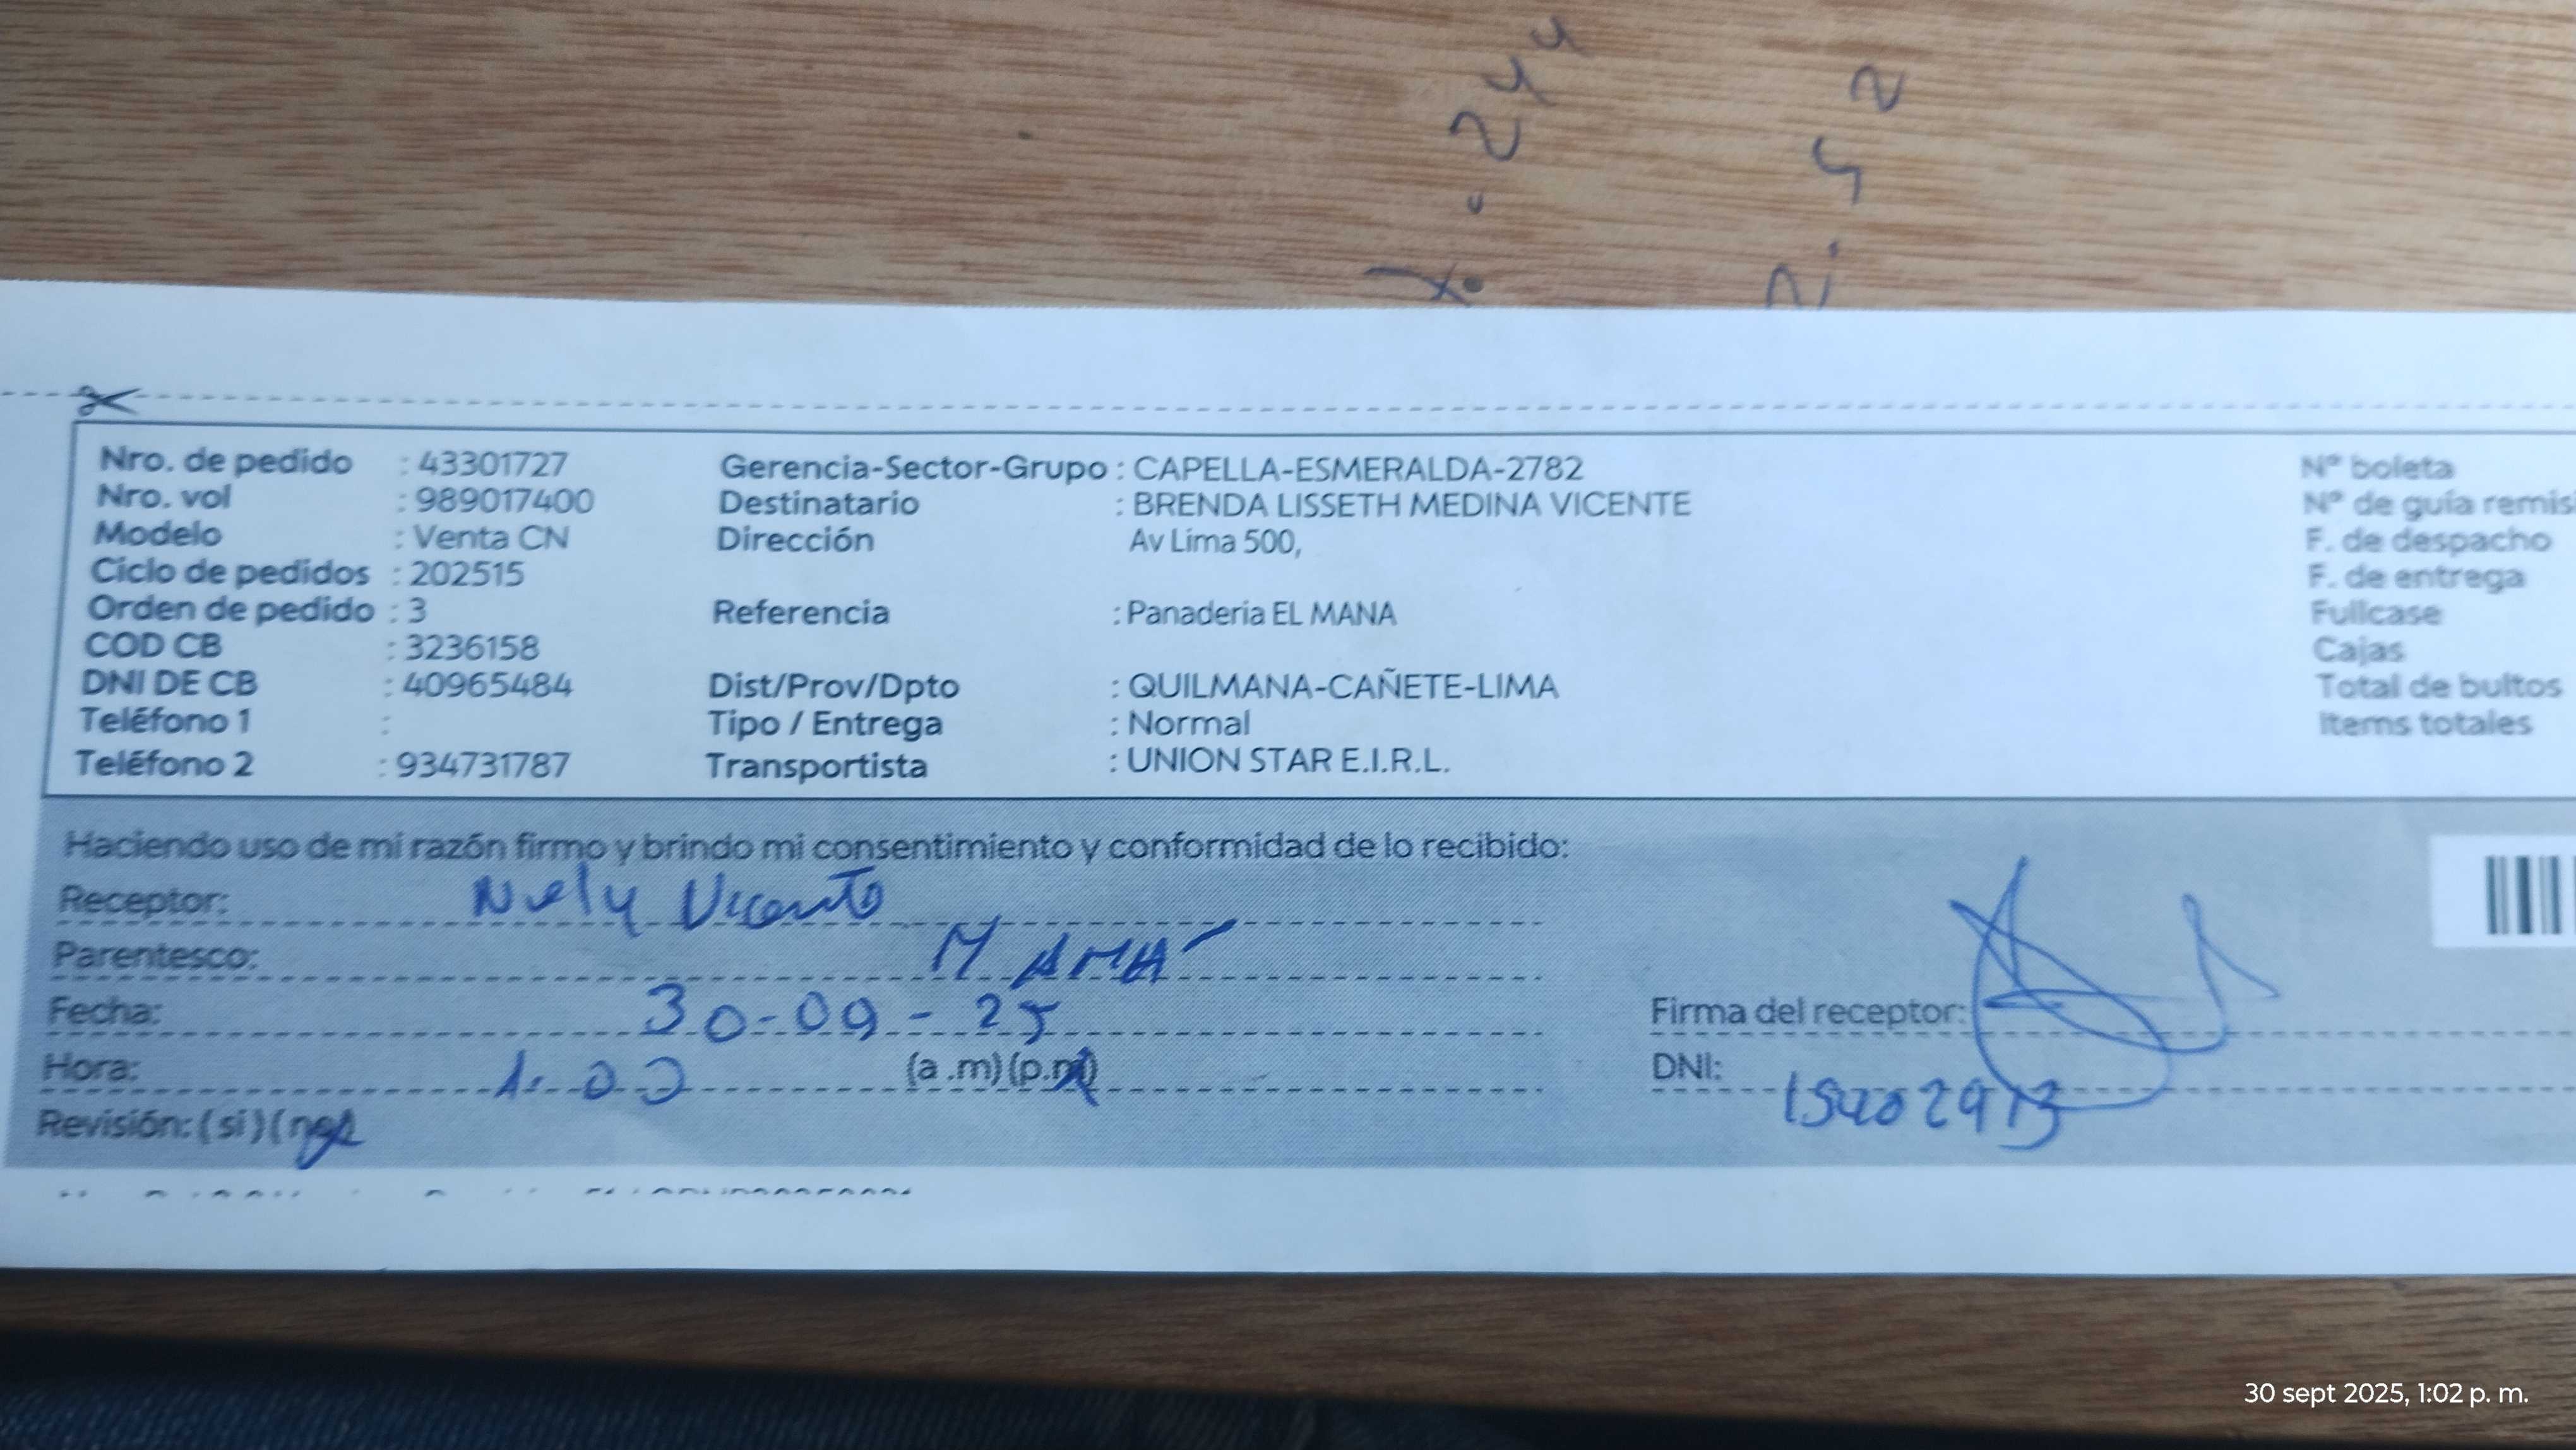 Nro. de pedido : 43301727 Gerencia-Sector-Grupo : CAPELLA-ESMERALDA-2782 Nº boleta
Nro. vol : 989017400 Destinatario : BRENDA LISSETH MEDINA VICENTE Nº de guía remis
Modelo : Venta CN Dirección Av Lima 500, F. de despacho
Ciclo de pedidos : 202515 F. de entrega
Orden de pedido : 3 Referencia : Panaderia EL MANA Fullcase
COD CB : 3236158 Cajas
DNI DE CB : 40965484 Dist/Prov/Dpto : QUILMANA-CAÑETE-LIMA Total de bultos
Teléfono 1 : Tipo / Entrega : Normal Items totales
Teléfono 2 : 934731787 Transportista : UNION STAR E.I.R.L.
Haciendo uso de mi razón firmo y brindo mi consentimiento y conformidad de lo recibido:
Receptor: Nely Vicente
Parentesco: MAMÁ
Fecha: 30-09-25 Firma del receptor:
Hora: 1.00 (a .m) (p.m) DNI:
Revisión: ( si ) ( no)
30 sept 2025, 1:02 p. m.